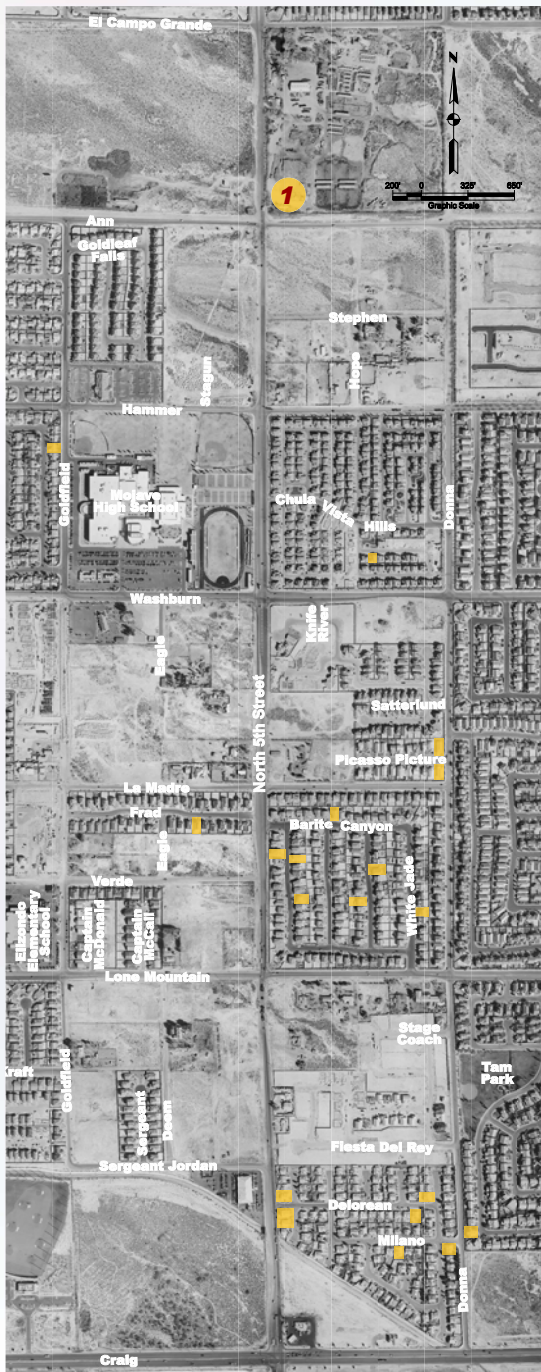 El Campo Grande
N
200' 0 325' 650'
Graphic Scale
1
Ann
Goldleaf
Falls
Stephen
Hope
Stagun
Hammer
Goldfield
Mojave
High School
Chula Vista Hills
Donna
Washburn
Knife
River
Eagle
North 5th Street
Satterlund
Picasso Picture
La Madre
Frad
Barite Canyon
Eagle
Verde
White Jade
Elizondo
Elementary
School
Captain
McDonald
Captain
McCall
Lone Mountain
Stage
Coach
Kraft
Goldfield
Tam
Park
Sergeant
Deem
Fiesta Del Rey
Sergeant Jordan
Delorean
Milano
Donna
Craig